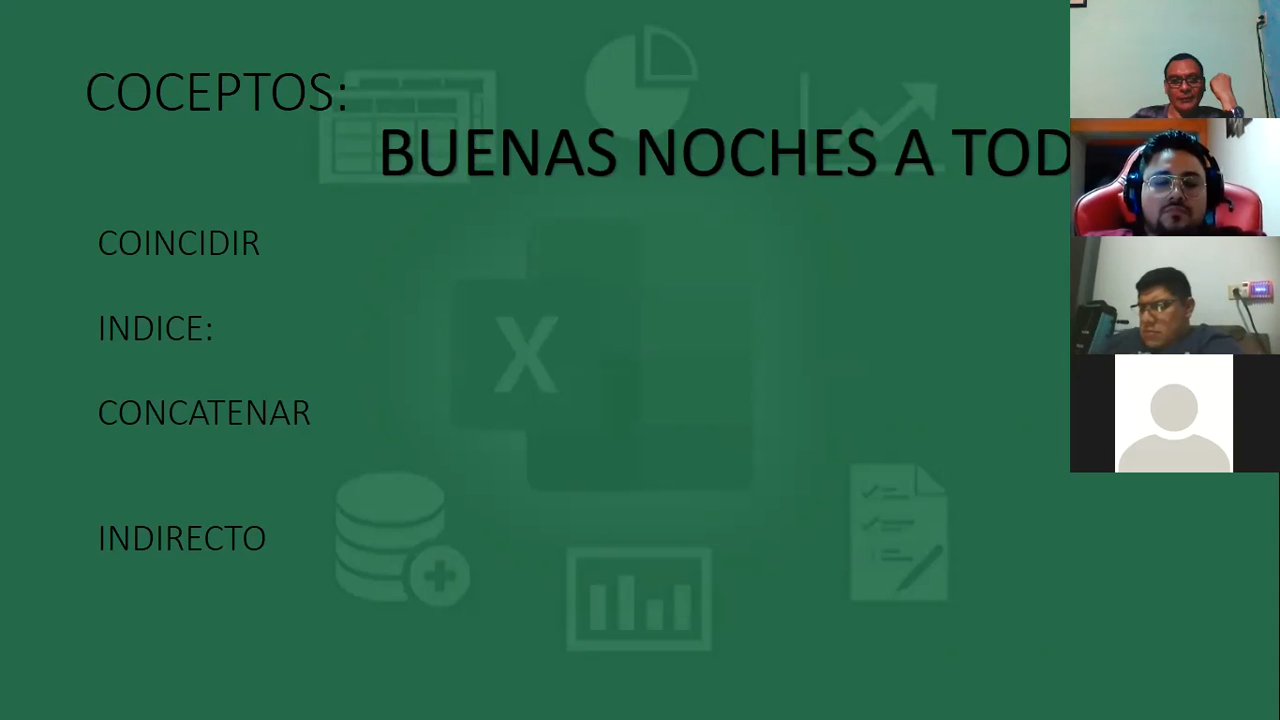 COCEPTOS:
BUENAS NOCHES A TOD
COINCIDIR
INDICE:
CONCATENAR
INDIRECTO
X